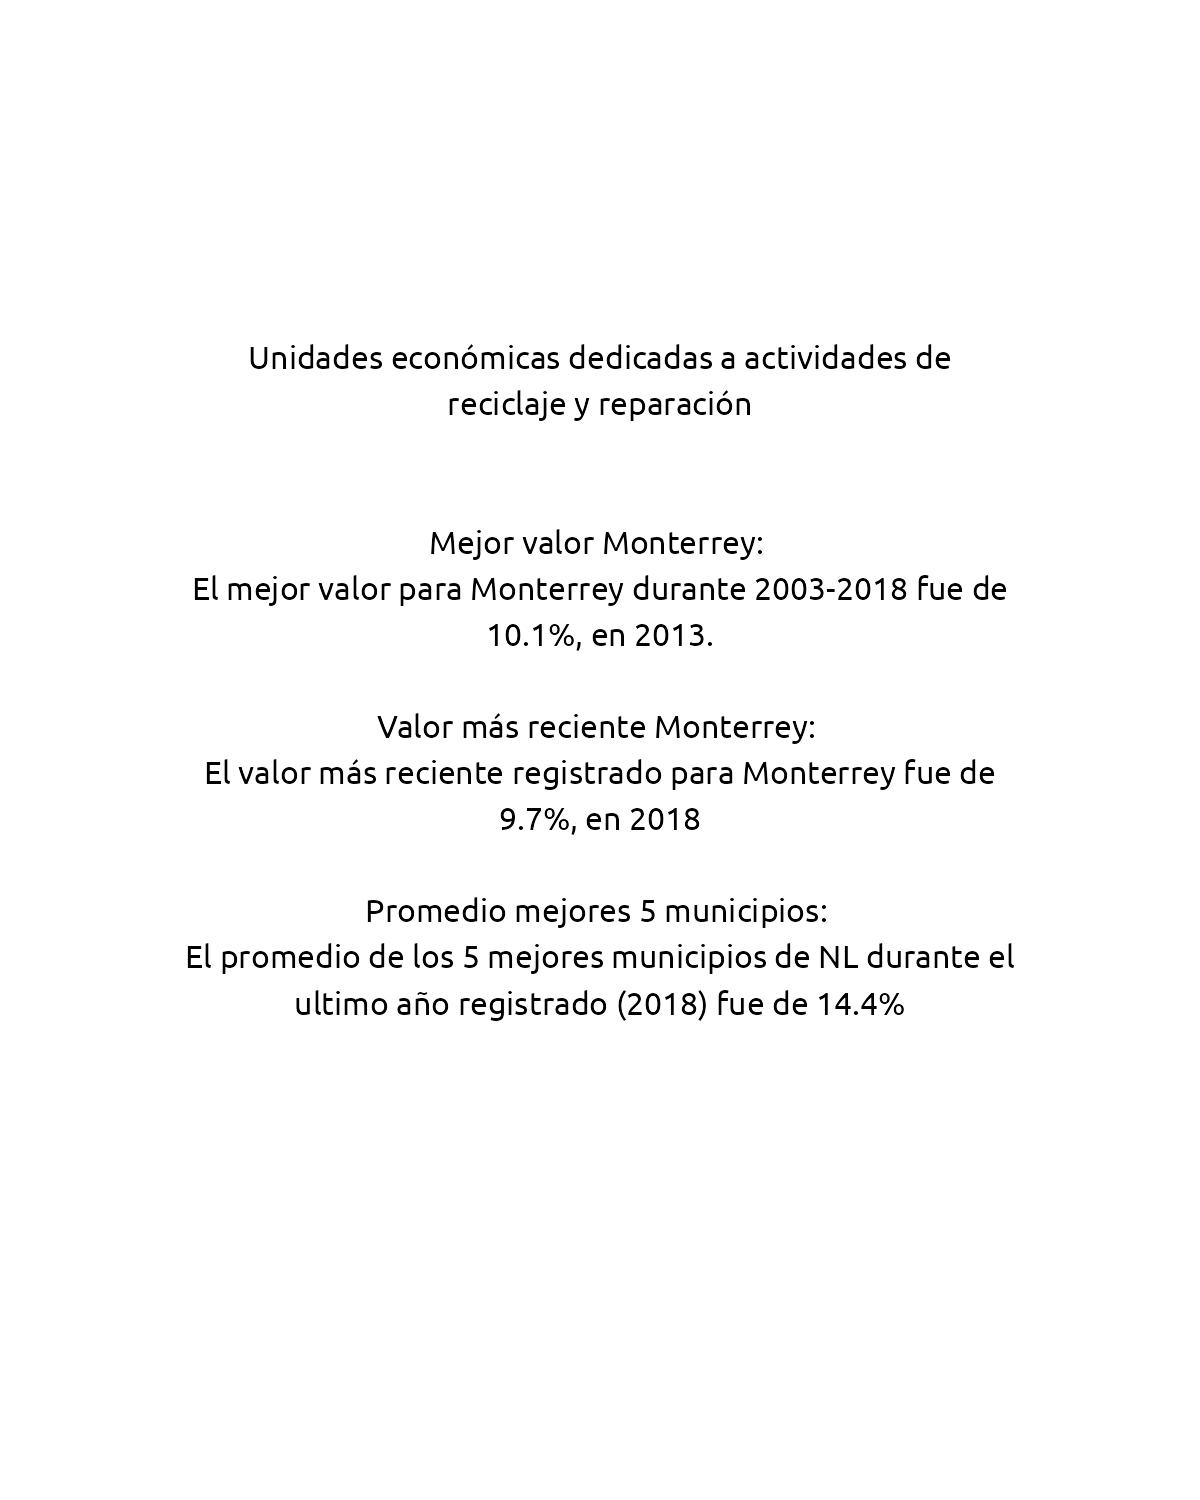 Unidades económicas dedicadas a actividades de
reciclaje y reparación
Mejor valor Monterrey:
El mejor valor para Monterrey durante 2003-2018 fue de
10.1%, en 2013.
Valor más reciente Monterrey:
El valor más reciente registrado para Monterrey fue de
9.7%, en 2018
Promedio mejores 5 municipios:
El promedio de los 5 mejores municipios de NL durante el
ultimo año registrado (2018) fue de 14.4%